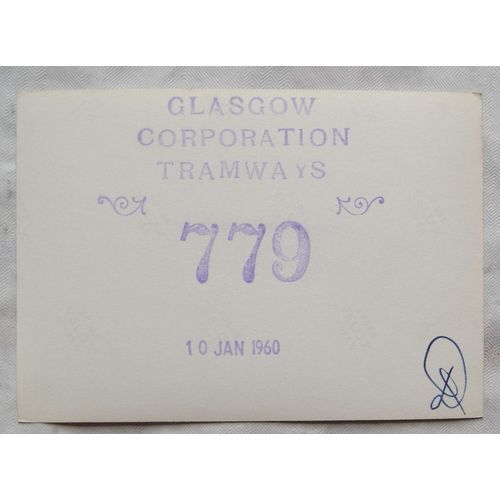 GLASGOW
CORPORATION
TRAMWAYS
779
10 JAN 1960